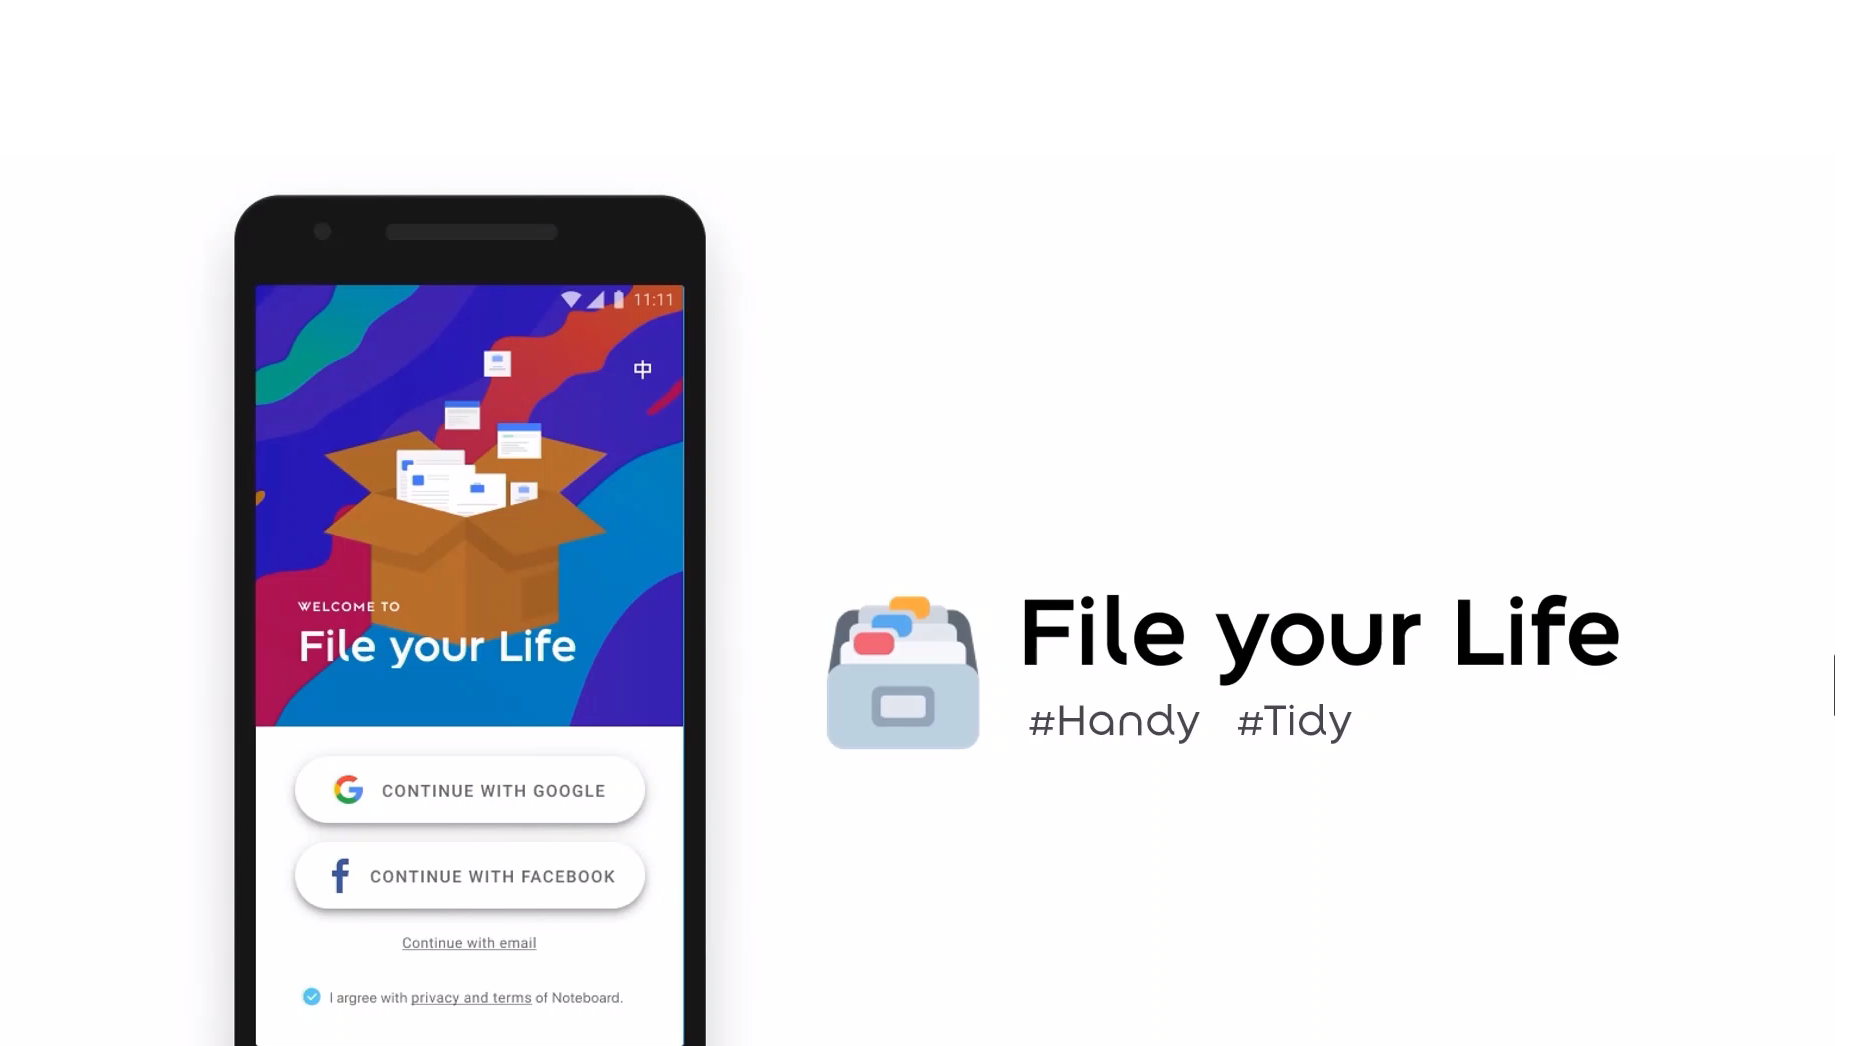 11:11
中
WELCOME TO
File your Life
CONTINUE WITH GOOGLE
CONTINUE WITH FACEBOOK
Continue with email
I argree with privacy and terms of Noteboard.
File your Life
#Handy #Tidy